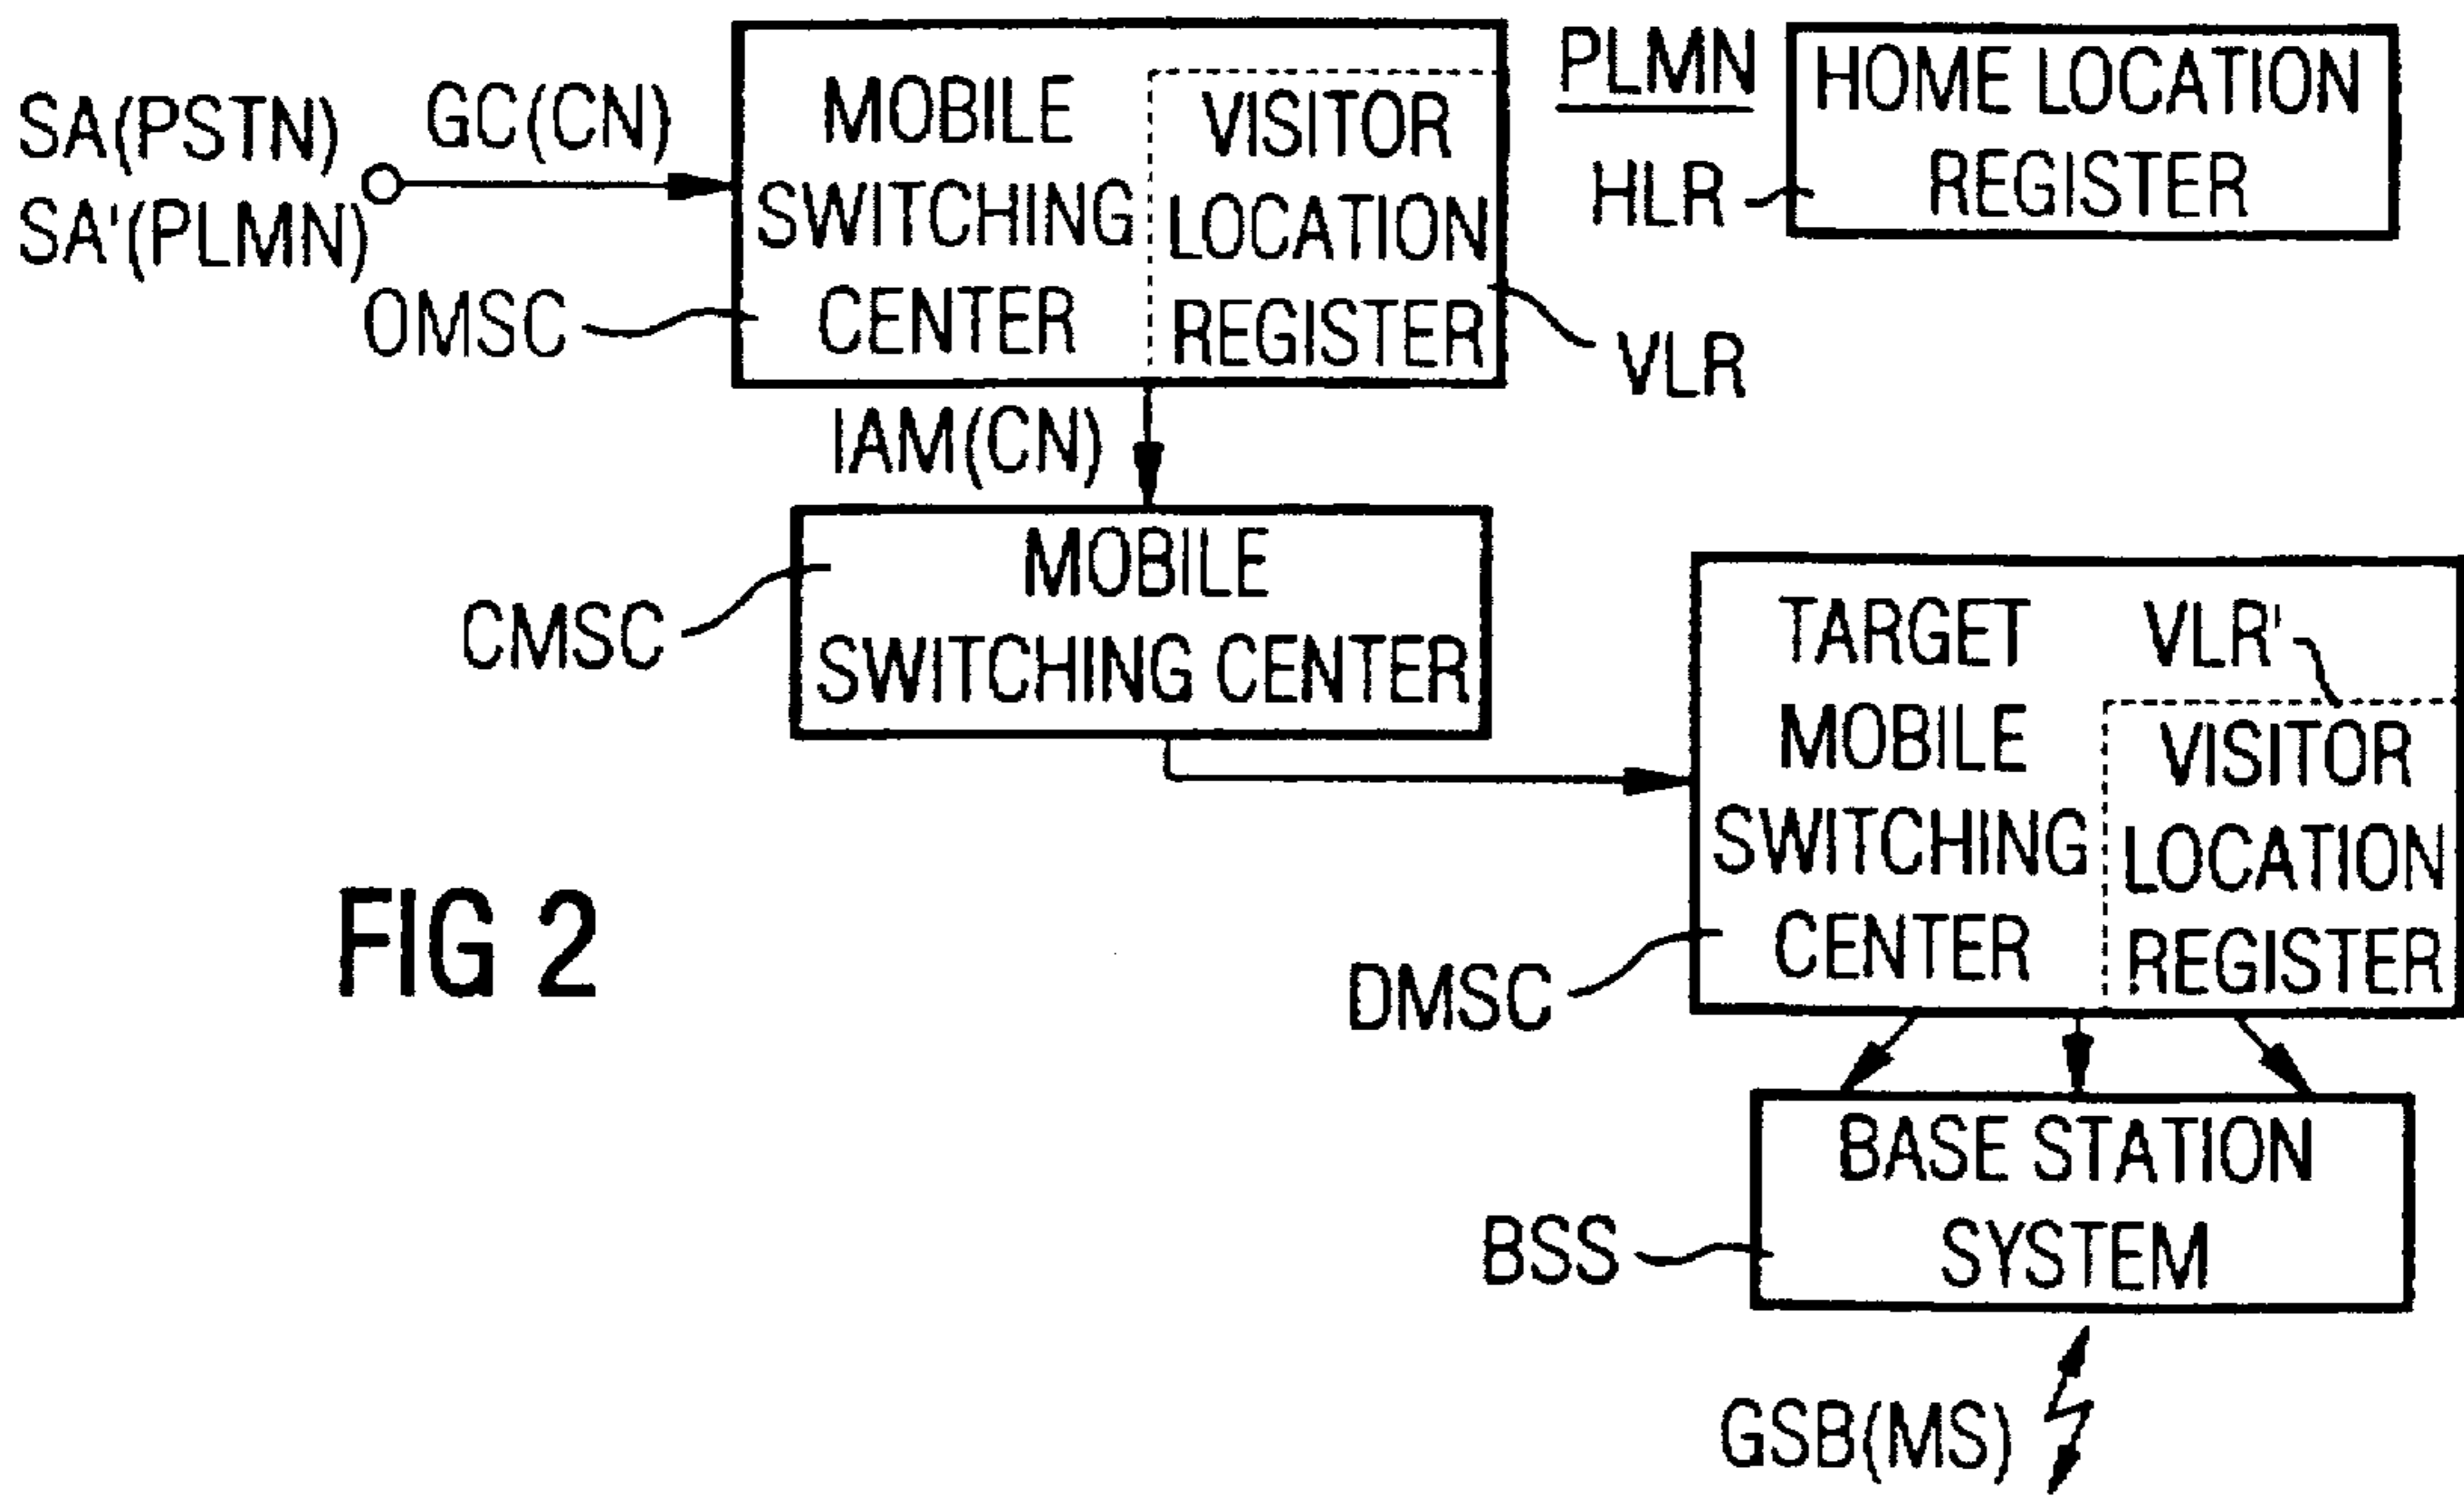 SA(PSTN)
SA'(PLMN)
GC(CN)
OMSC
MOBILE
SWITCHING
CENTER
VISITOR
LOCATION
REGISTER
VLR
PLMN
HLR
HOME LOCATION
REGISTER
IAM(CN)
CMSC
MOBILE
SWITCHING CENTER
TARGET
MOBILE
SWITCHING
CENTER
VLR'
VISITOR
LOCATION
REGISTER
DMSC
FIG 2
BASE STATION
SYSTEM
BSS
GSB(MS)